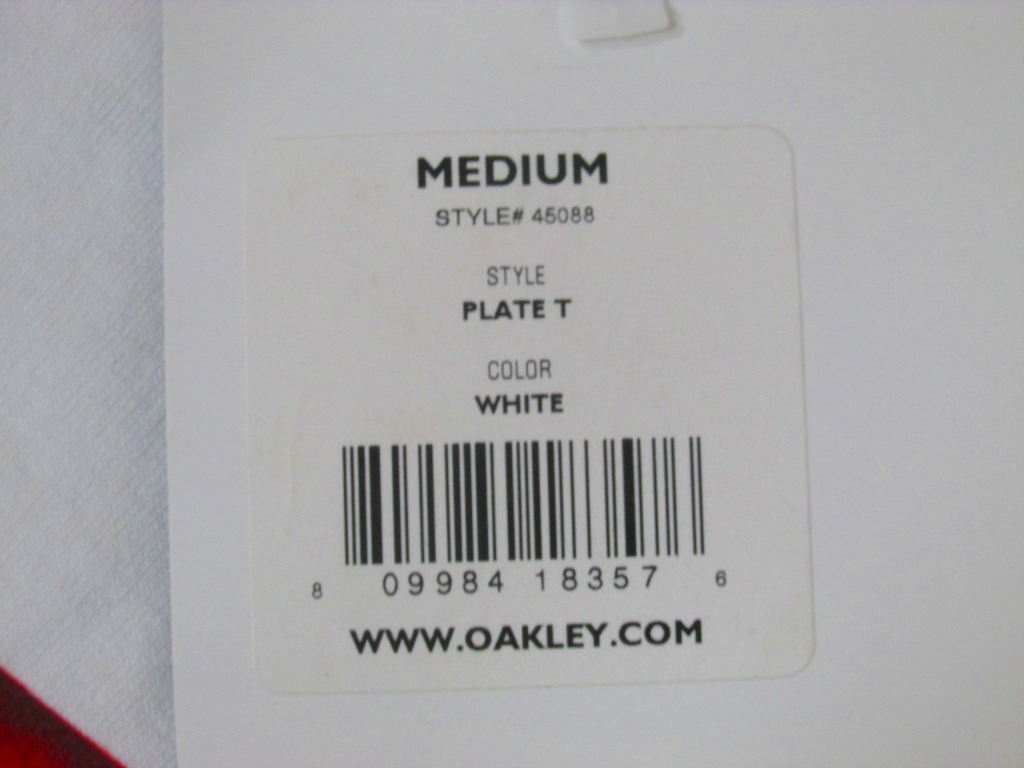 MEDIUM
STYLE# 45088
STYLE
PLATE T
COLOR
WHITE
8 09984 18357 6
WWW.OAKLEY.COM